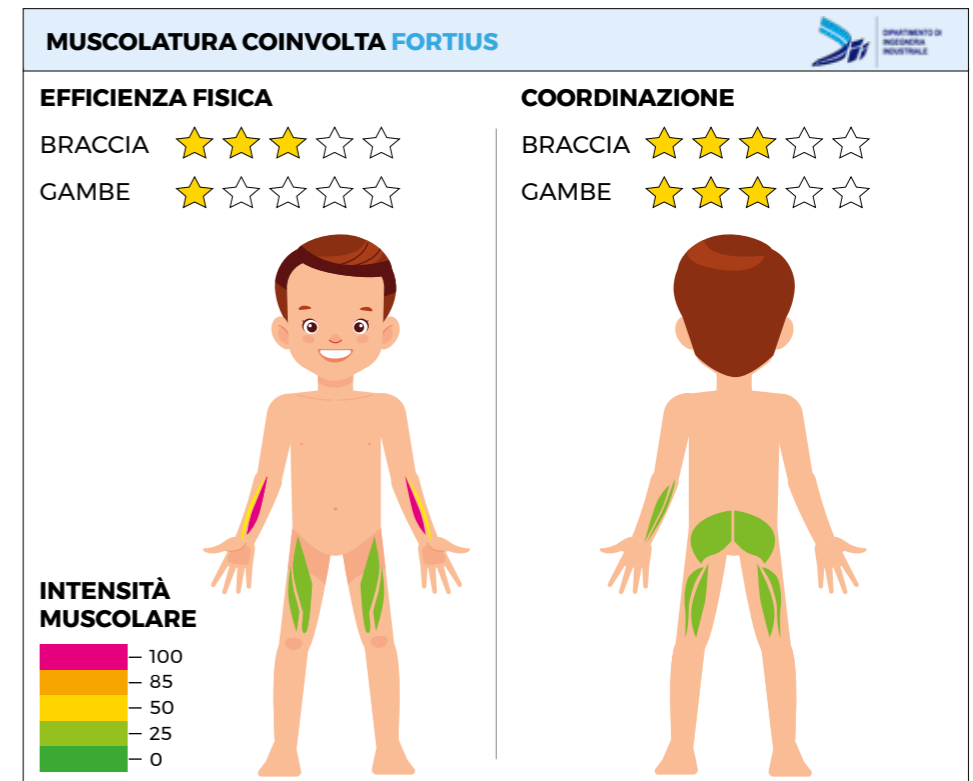 MUSCOLATURA COINVOLTA FORTIUS
DIPARTIMENTO DI
INGEGNERIA
INDUSTRIALE
EFFICIENZA FISICA
BRACCIA
GAMBE
COORDINAZIONE
BRACCIA
GAMBE
INTENSITÀ
MUSCOLARE
100
85
50
25
0